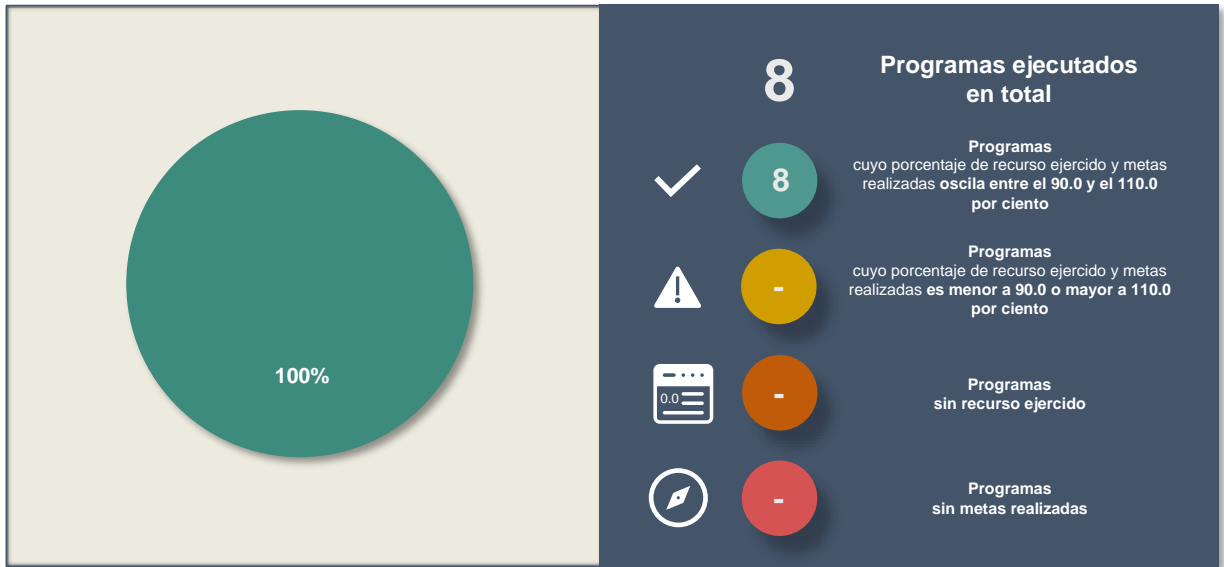 100%
8
Programas ejecutados
en total
8
Programas
cuyo porcentaje de recurso ejercido y metas
realizadas oscila entre el 90.0 y el 110.0
por ciento
-
Programas
cuyo porcentaje de recurso ejercido y metas
realizadas es menor a 90.0 o mayor a 110.0
por ciento
0.0
-
Programas
sin recurso ejercido
-
Programas
sin metas realizadas